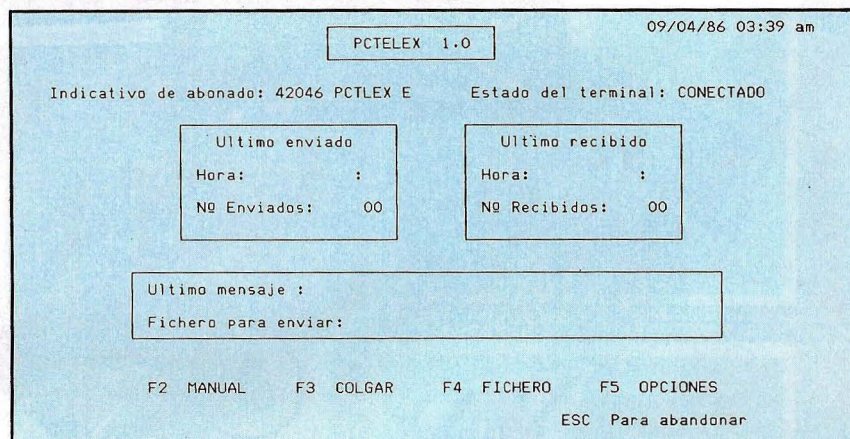 09/04/86 03:39 am
PCTELEX 1.0
Indicativo de abonado: 42046 PCTLEX E Estado del terminal: CONECTADO
Ultimo enviado
Hora: :
Nº Enviados: 00
Ultimo recibido
Hora: :
Nº Recibidos: 00
Ultimo mensaje :
Fichero para enviar:
F2 MANUAL F3 COLGAR F4 FICHERO F5 OPCIONES
ESC Para abandonar